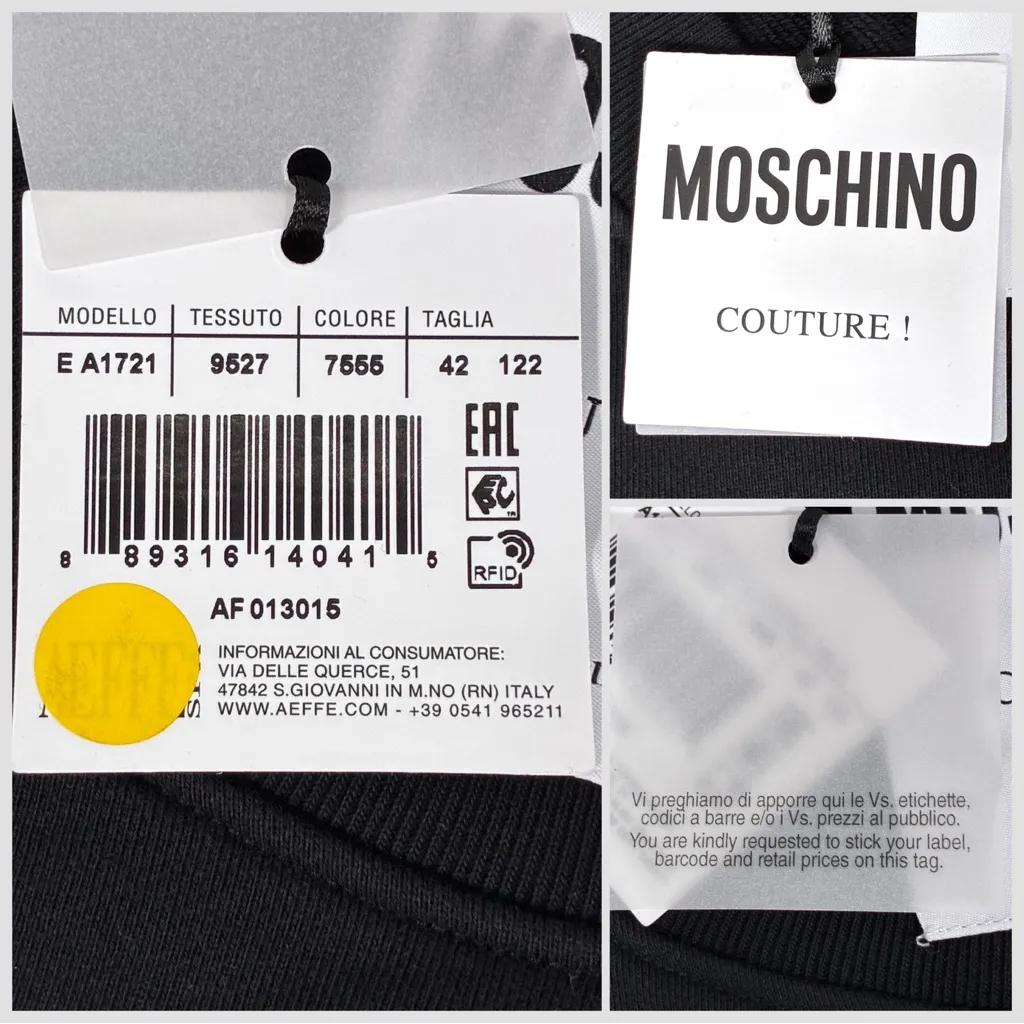 MODELLO TESSUTO COLORE TAGLIA
E A1721 9527 7555 42 122
EAC
RFID
8 89316 14041 5
AF 013015
AEFFE
INFORMAZIONI AL CONSUMATORE:
VIA DELLE QUERCE, 51
47842 S.GIOVANNI IN M.NO (RN) ITALY
WWW.AEFFE.COM - +39 0541 965211
MOSCHINO
COUTURE !
Vi preghiamo di apporre qui le Vs. etichette,
codici a barre e/o i Vs. prezzi al pubblico.
You are kindly requested to stick your label,
barcode and retail prices on this tag.